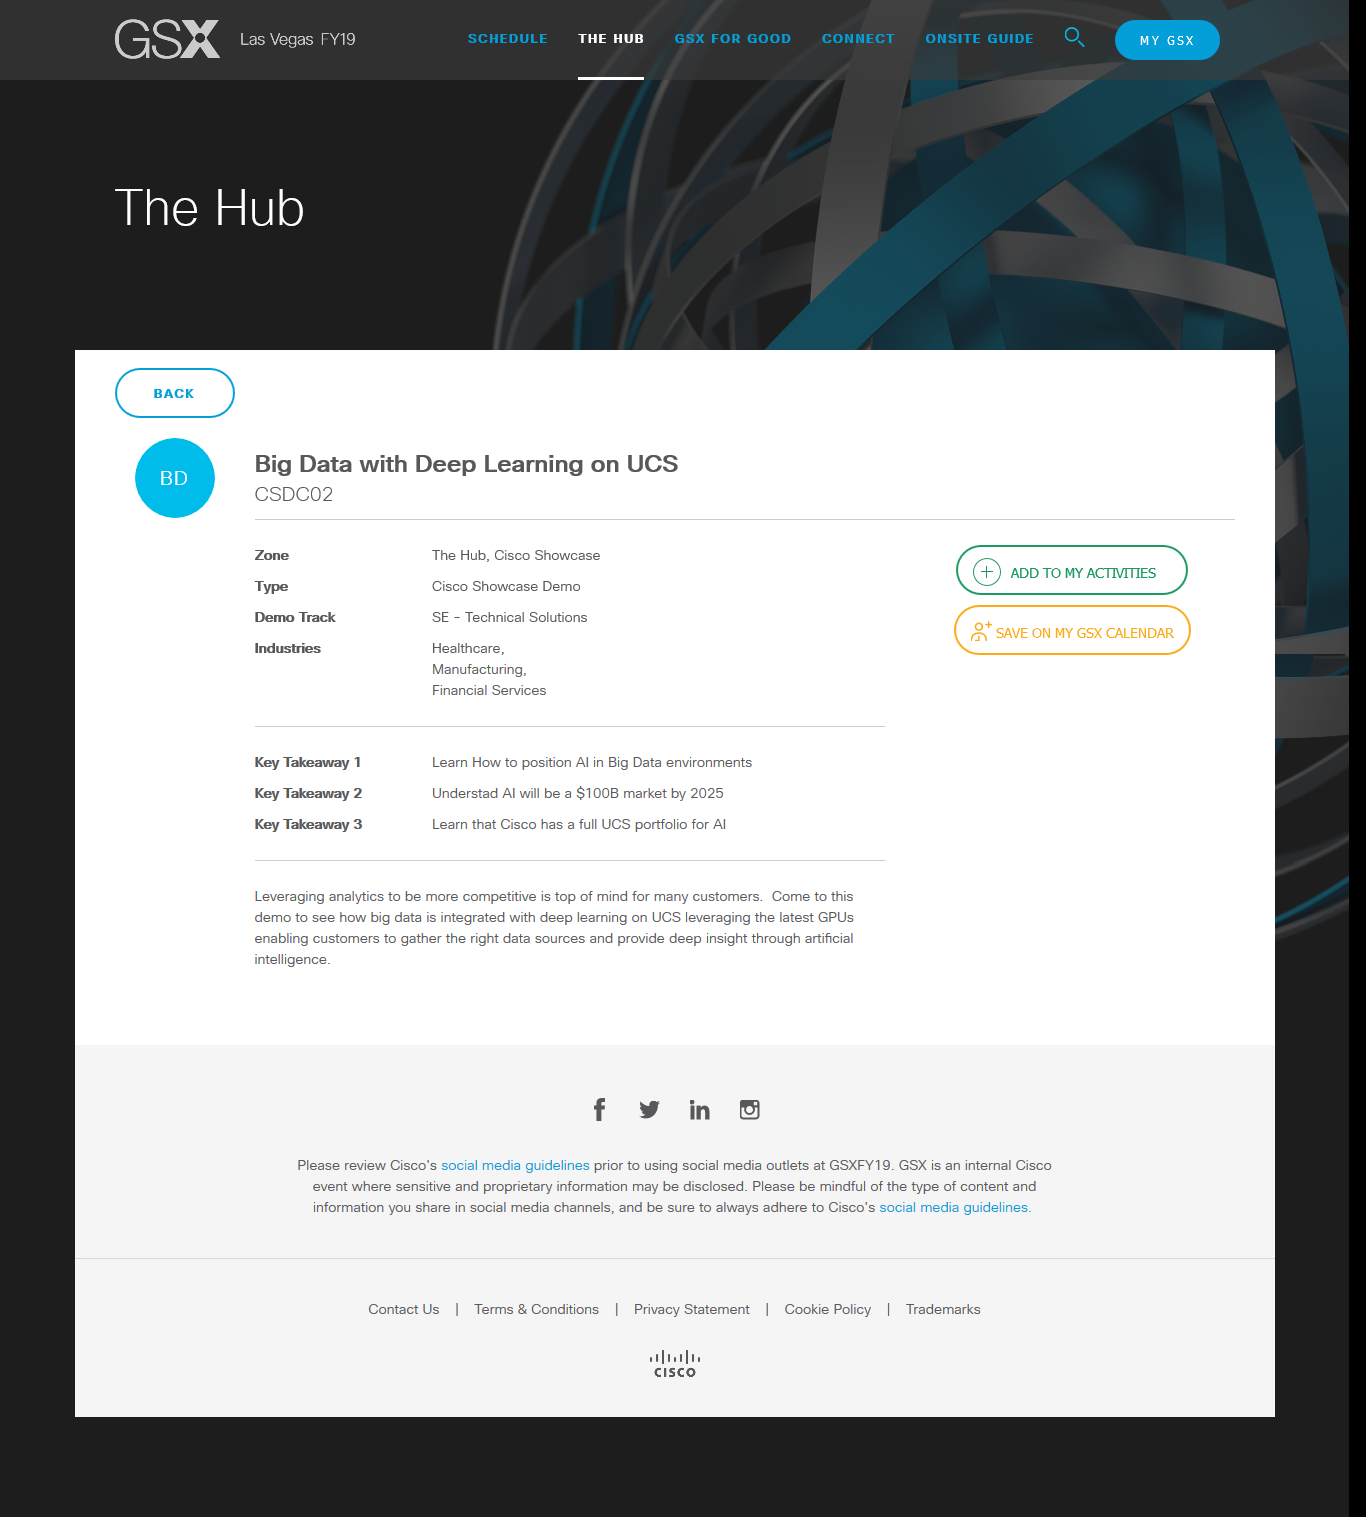 GSX Las Vegas FY19 SCHEDULE THE HUB GSX FOR GOOD CONNECT ONSITE GUIDE MY GSX
The Hub
BACK
BD
Big Data with Deep Learning on UCS
CSDC02
Zone The Hub, Cisco Showcase
Type Cisco Showcase Demo
Demo Track SE - Technical Solutions
Industries Healthcare,
Manufacturing,
Financial Services
ADD TO MY ACTIVITIES
SAVE ON MY GSX CALENDAR
Key Takeaway 1 Learn How to position AI in Big Data environments
Key Takeaway 2 Understad AI will be a $100B market by 2025
Key Takeaway 3 Learn that Cisco has a full UCS portfolio for AI
Leveraging analytics to be more competitive is top of mind for many customers.  Come to this
demo to see how big data is integrated with deep learning on UCS leveraging the latest GPUs
enabling customers to gather the right data sources and provide deep insight through artificial
intelligence.
Please review Cisco's social media guidelines prior to using social media outlets at GSXFY19. GSX is an internal Cisco
event where sensitive and proprietary information may be disclosed. Please be mindful of the type of content and
information you share in social media channels, and be sure to always adhere to Cisco's social media guidelines.
Contact Us | Terms & Conditions | Privacy Statement | Cookie Policy | Trademarks
CISCO